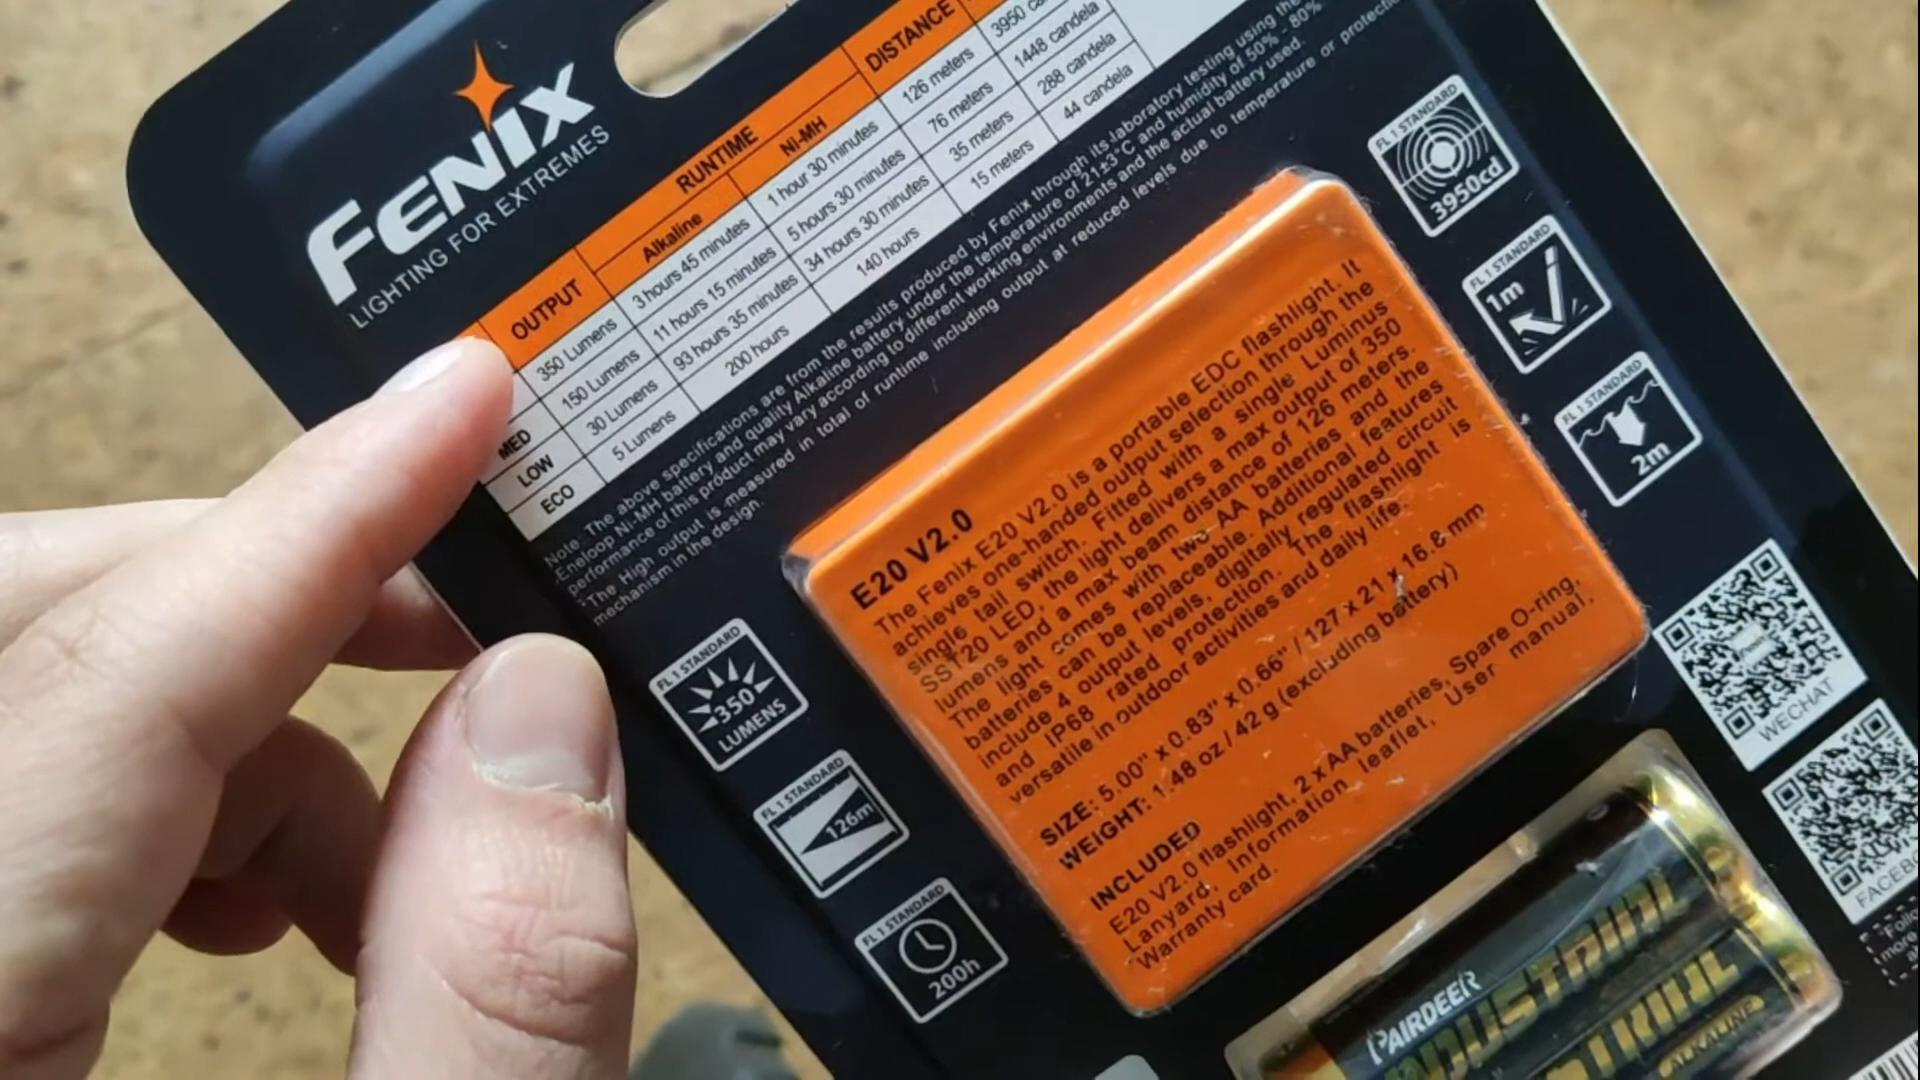 FENIX
LIGHTING FOR EXTREMES
OUTPUT
RUNTIME
DISTANCE
Alkaline
Ni-MH
350 Lumens
3 hours 45 minutes
1 hour 30 minutes
126 meters
3950
MED
150 Lumens
11 hours 15 minutes
5 hours 30 minutes
76 meters
1448 candela
LOW
30 Lumens
93 hours 35 minutes
34 hours 30 minutes
35 meters
288 candela
ECO
5 Lumens
200 hours
140 hours
15 meters
44 candela
Note: The above specifications are from the results produced by Fenix through its laboratory testing using the
Eneloop Ni-MH battery and quality Alkaline battery under the temperature of 21±3°C and humidity of 50% - 80%
performance of this product may vary according to different working environments and the actual battery used.
*The High output is measured in total of runtime including output at reduced levels due to temperature or protection
mechanism in the design.
FL 1 STANDARD
3950cd
FL 1 STANDARD
1m
FL 1 STANDARD
2m
FL 1 STANDARD
350
LUMENS
FL 1 STANDARD
126m
FL 1 STANDARD
200h
E20 V2.0
The Fenix E20 V2.0 is a portable EDC flashlight. It
achieves one-handed output selection through the
single tail switch. Fitted with a single Luminus
SST20 LED, the light delivers a max output of 350
lumens and a max beam distance of 126 meters.
The light comes with two AA batteries and the
batteries can be replaceable. Additional features
include 4 output levels, digitally regulated circuit
and IP68 rated protection. The flashlight is
versatile in outdoor activities and daily life.
SIZE: 5.00" x 0.83" x 0.66" / 127 x 21 x 16.8 mm
WEIGHT: 1.48 oz / 42 g (excluding battery)
INCLUDED
E20 V2.0 flashlight, 2 x AA batteries, Spare O-ring,
Lanyard, Information leaflet, User manual,
Warranty card.
WECHAT
PAIRDEER
INDUSTRIAL
ALKALINE